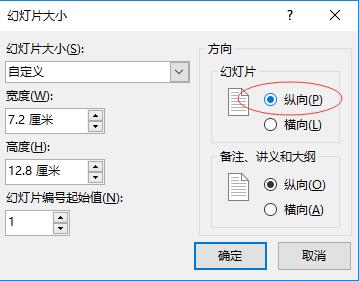 幻灯片大小
?
×
幻灯片大小(S):
自定义
宽度(W):
7.2 厘米
高度(H):
12.8 厘米
幻灯片编号起始值(N):
1
方向
幻灯片
纵向(P)
横向(L)
备注、讲义和大纲
纵向(O)
横向(A)
确定
取消